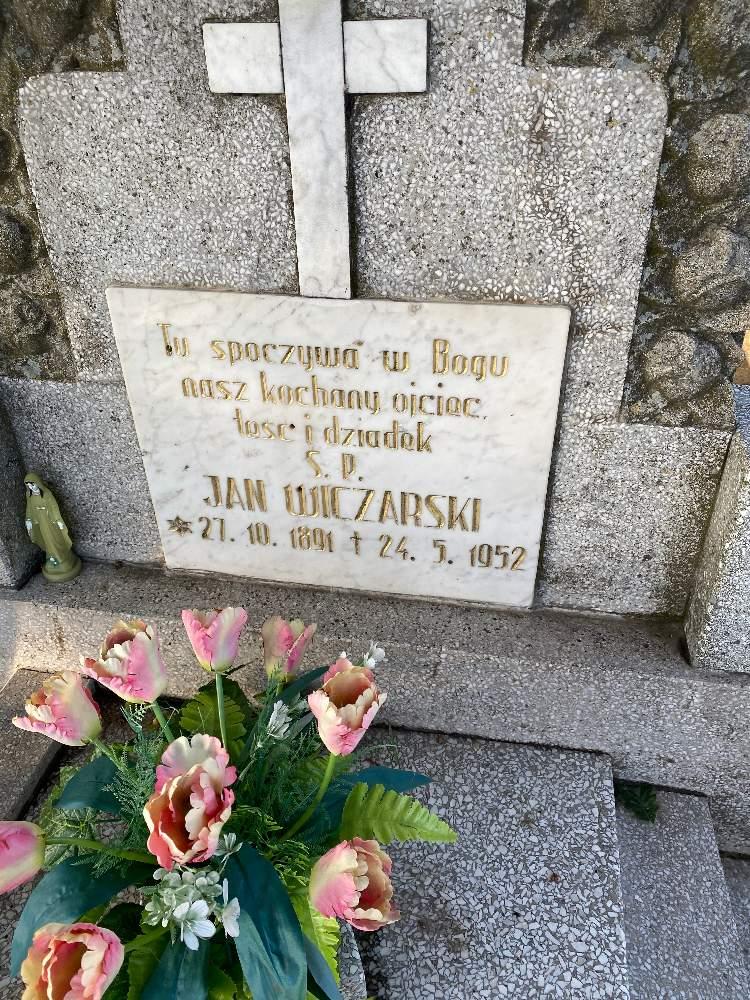 Tu spoczywa w Bogu
nasz kochany ojciec,
teść i dziadek
Ś. P.
JAN WICZARSKI
* 27. 10. 1891 † 24. 5. 1952